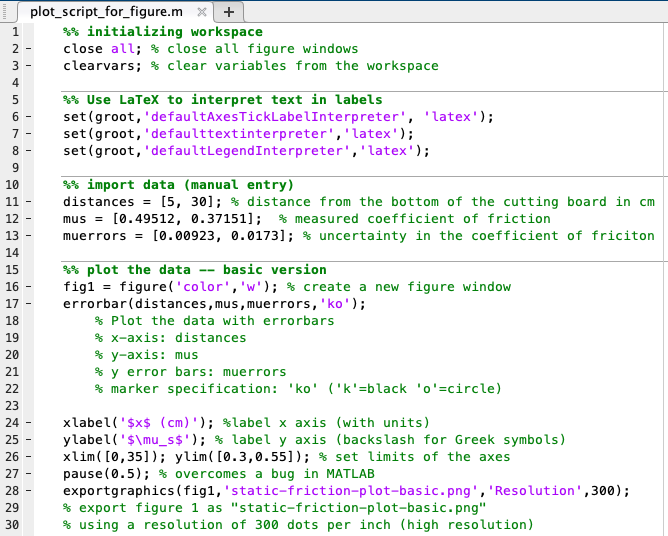 plot_script_for_figure.m × +
1 %% initializing workspace
2 - close all; % close all figure windows
3 - clearvars; % clear variables from the workspace
4
5 %% Use LaTeX to interpret text in labels
6 - set(groot,'defaultAxesTickLabelInterpreter', 'latex');
7 - set(groot,'defaulttextinterpreter','latex');
8 - set(groot,'defaultLegendInterpreter','latex');
9
10 %% import data (manual entry)
11 - distances = [5, 30]; % distance from the bottom of the cutting board in cm
12 - mus = [0.49512, 0.37151];  % measured coefficient of friction
13 - muerrors = [0.00923, 0.0173]; % uncertainty in the coefficient of friciton
14
15 %% plot the data -- basic version
16 - fig1 = figure('color','w'); % create a new figure window
17 - errorbar(distances,mus,muerrors,'ko');
18 % Plot the data with errorbars
19 % x-axis: distances
20 % y-axis: mus
21 % y error bars: muerrors
22 % marker specification: 'ko' ('k'=black 'o'=circle)
23
24 - xlabel('$x$ (cm)'); %label x axis (with units)
25 - ylabel('$\mu_s$'); % label y axis (backslash for Greek symbols)
26 - xlim([0,35]); ylim([0.3,0.55]); % set limits of the axes
27 - pause(0.5); % overcomes a bug in MATLAB
28 - exportgraphics(fig1,'static-friction-plot-basic.png','Resolution',300);
29 % export figure 1 as "static-friction-plot-basic.png"
30 % using a resolution of 300 dots per inch (high resolution)